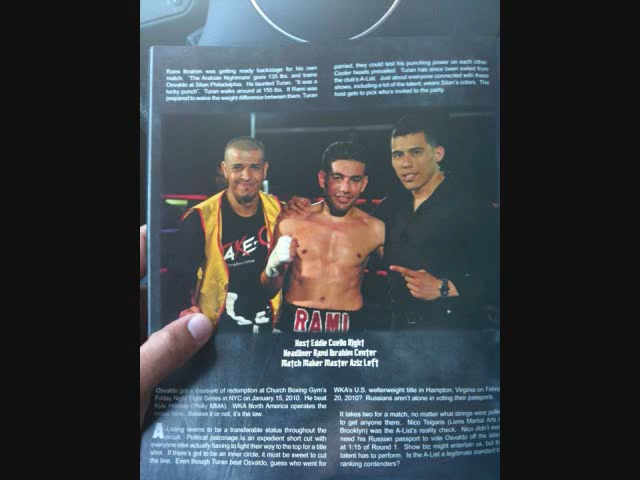 Rami Ibrahim was getting ready backstage for his own
match. "The Arabian Nightmare" goes 135 lbs. and trains
Osvaldo at Sitan Philadelphia. He taunted Turan. "It was a
lucky punch". Turan walks around at 155 lbs. If Rami was
prepared to waive the weight difference between them, Turan
parried, they could test his punching power on each other.
Cooler heads prevailed. Turan has since been exiled from
the club's A-List. Just about everyone connected with these
shows, including a lot of the talent, wears Sitan's colors. The
host gets to pick who's invited to the party.
RAMI
Host Eddie Cuello Right
Headliner Rami Ibrahim Center
Match Maker Master Aziz Left
Osvaldo got a measure of redemption at Church Boxing Gym's
Friday Night Fight Series in NYC on January 15, 2010. He beat
Kyle (Philly MMA). WKA North America operates the
circuit Believe it or not, it's the law.
A-Listing seems to be a transferable status throughout the
circuit. Political patronage is an expedient short cut with
everyone else actually having to fight their way to the top for a title
shot. If there's got to be an inner circle, it must be sweet to cut
the line. Even though Turan beat Osvaldo, guess who went for
WKA's U.S. welterweight title in Hampton, Virginia on Februa
20, 2010? Russians aren't alone in voting their passports.
It takes two for a match, no matter what strings were pulle
to get anyone there. Nico Tsigaris (Lions Martial Arts
Brooklyn) was the A-List's reality check. Nico didn't even
need his Russian passport to vote Osvaldo off the islan
at 1:15 of Round 1. Show biz might entertain us, but th
talent has to perform. Is the A-List a legitimate standard
ranking contenders?